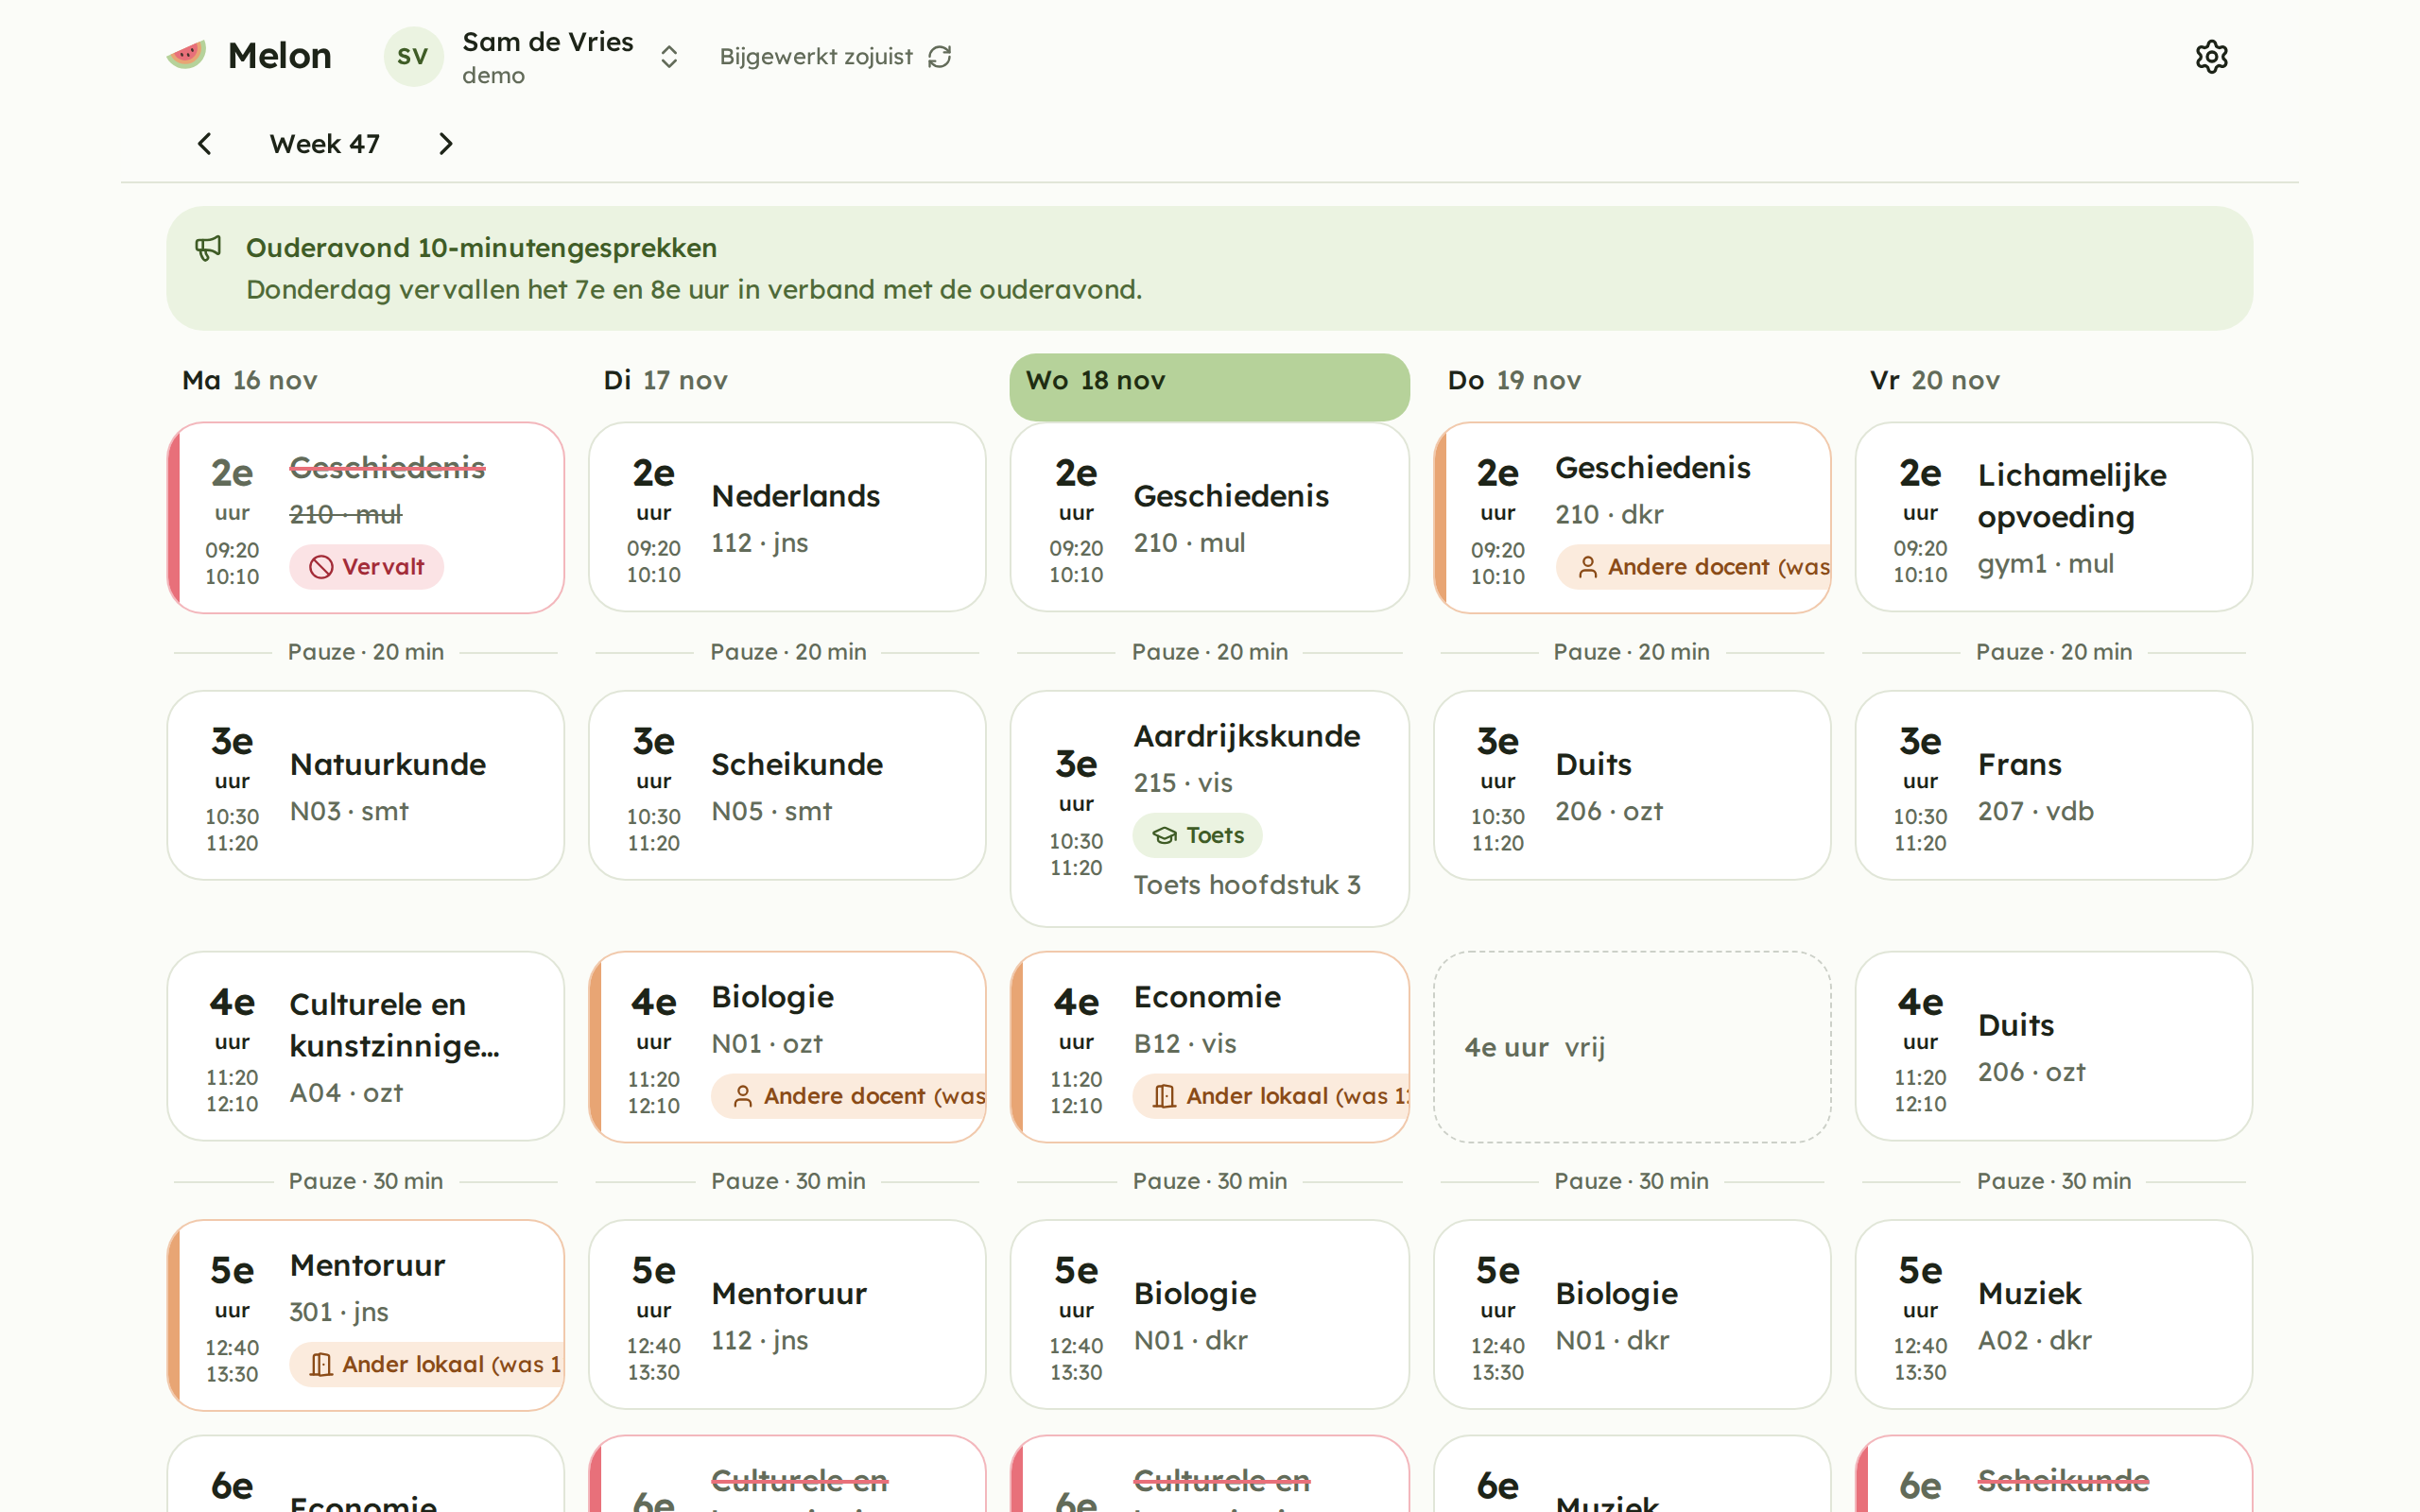 Melon
SV
Sam de Vries
demo
Bijgewerkt zojuist
Week 47
Ouderavond 10-minutengesprekken
Donderdag vervallen het 7e en 8e uur in verband met de ouderavond.
Ma 16 nov
Di 17 nov
Wo 18 nov
Do 19 nov
Vr 20 nov
2e
uur
09:20
10:10
Geschiedenis
210 · mul
Vervalt
2e
uur
09:20
10:10
Nederlands
112 · jns
2e
uur
09:20
10:10
Geschiedenis
210 · mul
2e
uur
09:20
10:10
Geschiedenis
210 · dkr
Andere docent (was
2e
uur
09:20
10:10
Lichamelijke
opvoeding
gym1 · mul
Pauze · 20 min
Pauze · 20 min
Pauze · 20 min
Pauze · 20 min
Pauze · 20 min
3e
uur
10:30
11:20
Natuurkunde
N03 · smt
3e
uur
10:30
11:20
Scheikunde
N05 · smt
3e
uur
10:30
11:20
Aardrijkskunde
215 · vis
Toets
Toets hoofdstuk 3
3e
uur
10:30
11:20
Duits
206 · ozt
3e
uur
10:30
11:20
Frans
207 · vdb
4e
uur
11:20
12:10
Culturele en
kunstzinnige...
A04 · ozt
4e
uur
11:20
12:10
Biologie
N01 · ozt
Andere docent (was
4e
uur
11:20
12:10
Economie
B12 · vis
Ander lokaal (was 1
4e uur vrij
4e
uur
11:20
12:10
Duits
206 · ozt
Pauze · 30 min
Pauze · 30 min
Pauze · 30 min
Pauze · 30 min
Pauze · 30 min
5e
uur
12:40
13:30
Mentoruur
301 · jns
Ander lokaal (was 1
5e
uur
12:40
13:30
Mentoruur
112 · jns
5e
uur
12:40
13:30
Biologie
N01 · dkr
5e
uur
12:40
13:30
Biologie
N01 · dkr
5e
uur
12:40
13:30
Muziek
A02 · dkr
6e
Economie
6e
Culturele en
6e
Culturele en
6e
Muziek
6e
Scheikunde